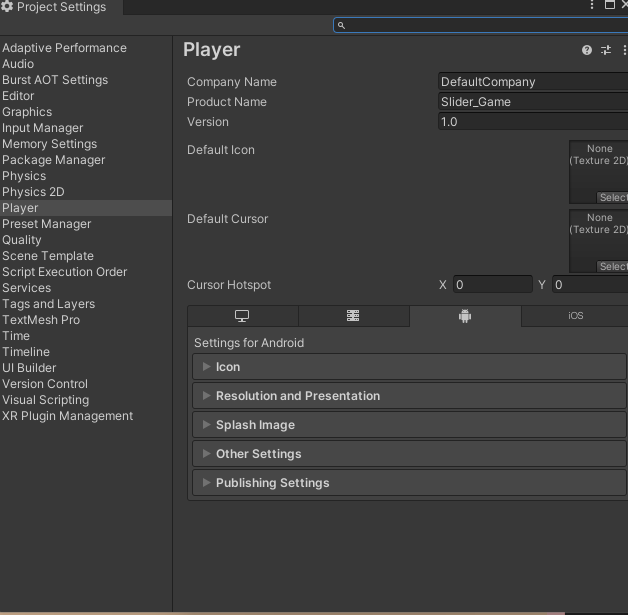 Project Settings
Adaptive Performance
Audio
Burst AOT Settings
Editor
Graphics
Input Manager
Memory Settings
Package Manager
Physics
Physics 2D
Player
Preset Manager
Quality
Scene Template
Script Execution Order
Services
Tags and Layers
TextMesh Pro
Time
Timeline
UI Builder
Version Control
Visual Scripting
XR Plugin Management
Player
Company Name DefaultCompany
Product Name Slider_Game
Version 1.0
Default Icon
None
(Texture 2D)
Select
Default Cursor
None
(Texture 2D)
Select
Cursor Hotspot X 0 Y 0
iOS
Settings for Android
Icon
Resolution and Presentation
Splash Image
Other Settings
Publishing Settings